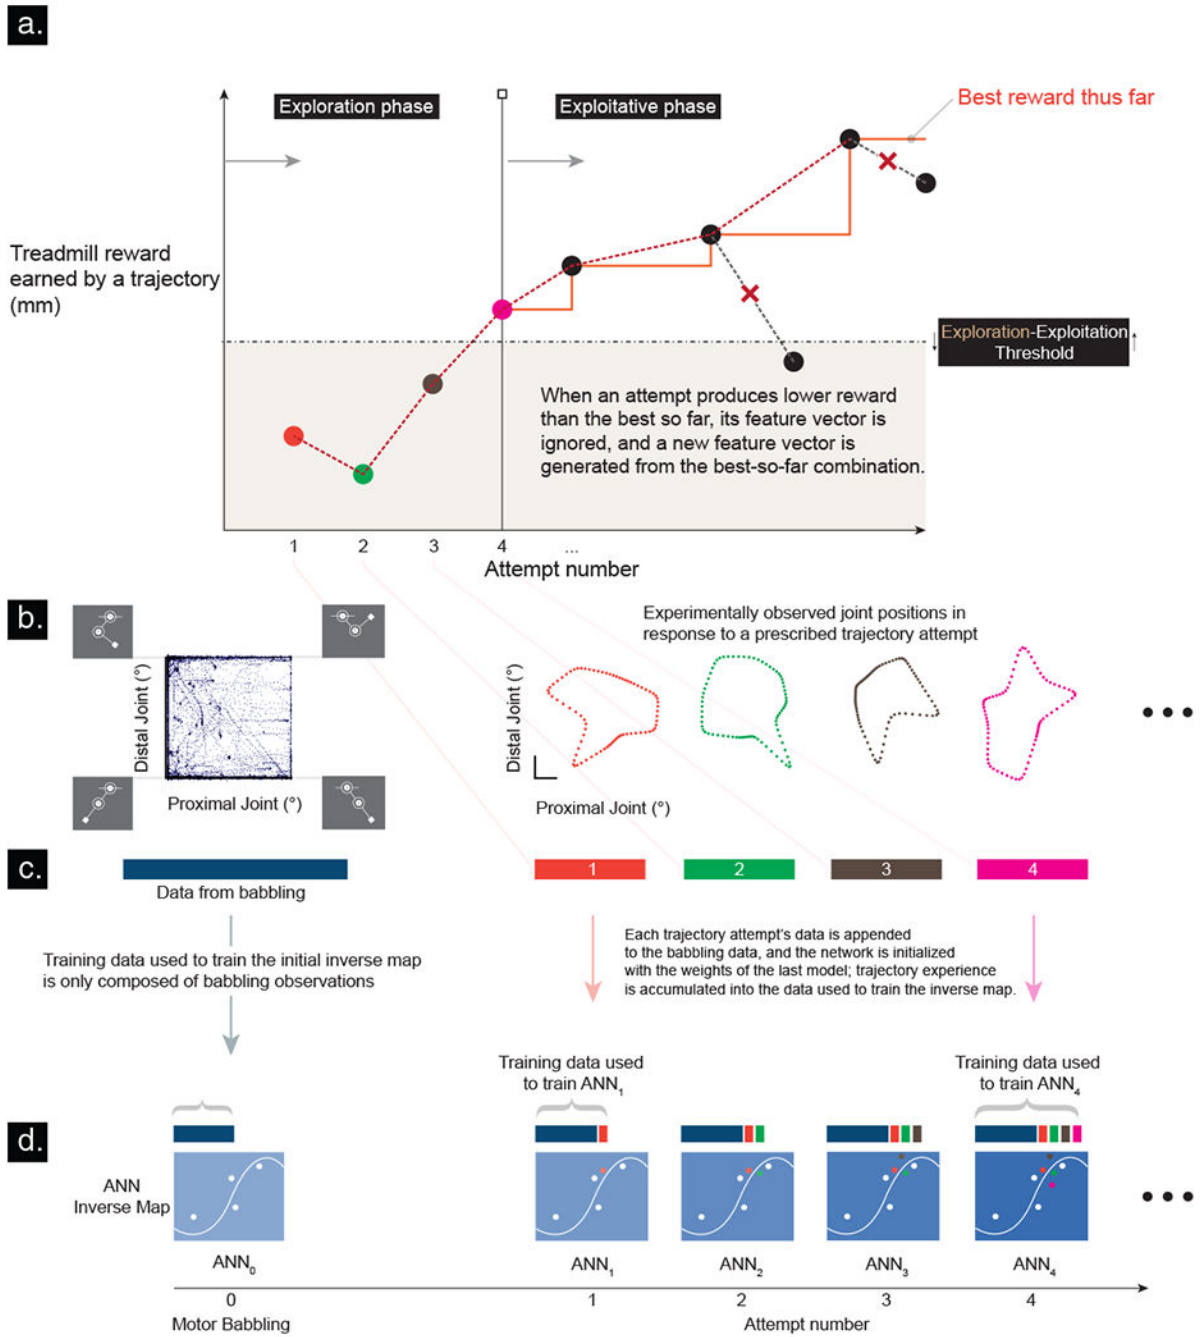 a.
Exploration phase
Exploitative phase
Best reward thus far
Treadmill reward
earned by a trajectory
(mm)
Exploration-Exploitation
Threshold
When an attempt produces lower reward
than the best so far, its feature vector is
ignored, and a new feature vector is
generated from the best-so-far combination.
1 2 3 4 ...
Attempt number
b.
Experimentally observed joint positions in
response to a prescribed trajectory attempt
Distal Joint (°)
Proximal Joint (°)
Distal Joint (°)
Proximal Joint (°)
c.
1 2 3 4
Data from babbling
Training data used to train the initial inverse map
is only composed of babbling observations
Each trajectory attempt's data is appended
to the babbling data, and the network is initialized
with the weights of the last model; trajectory experience
is accumulated into the data used to train the inverse map.
Training data used
to train ANN1
Training data used
to train ANN4
d.
ANN
Inverse Map
ANN0 ANN1 ANN2 ANN3 ANN4
0 1 2 3 4
Motor Babbling
Attempt number